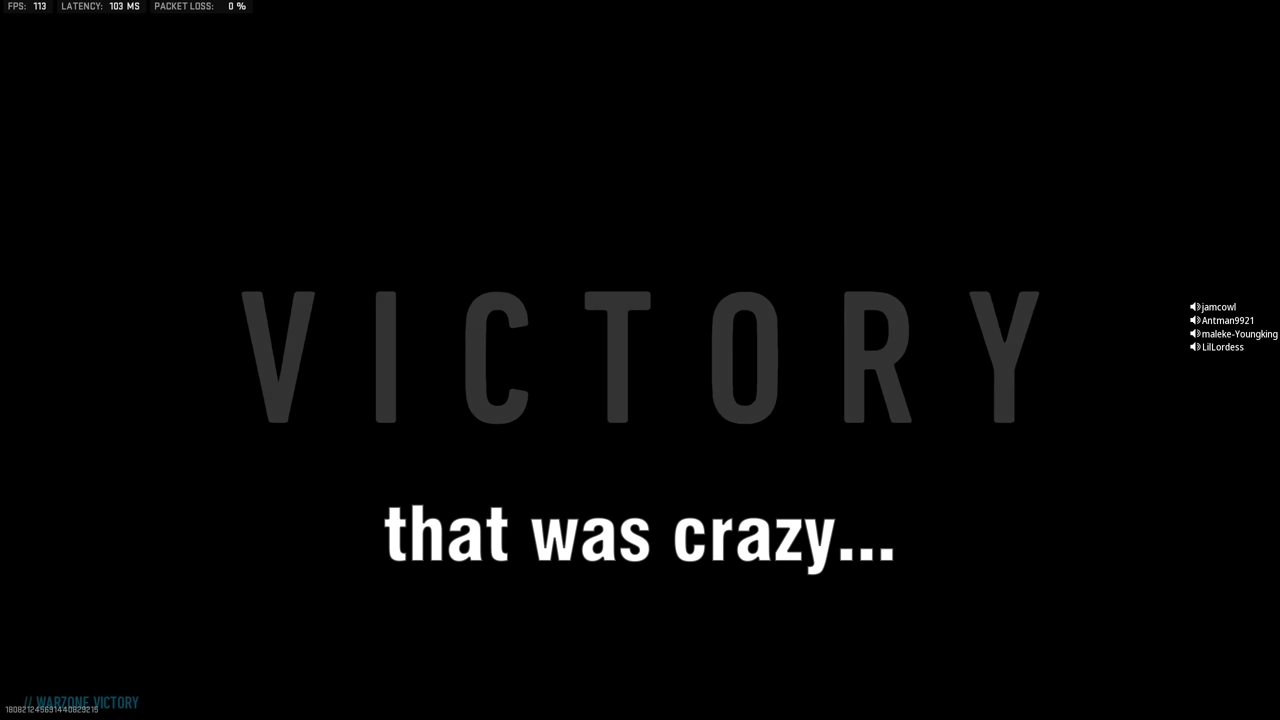 FPS: 113 LATENCY: 103 MS PACKET LOSS: 0 %
VICTORY
jamcowl
Antman9921
maleke-Youngking
LilLordess
that was crazy...
// WARZONE VICTORY